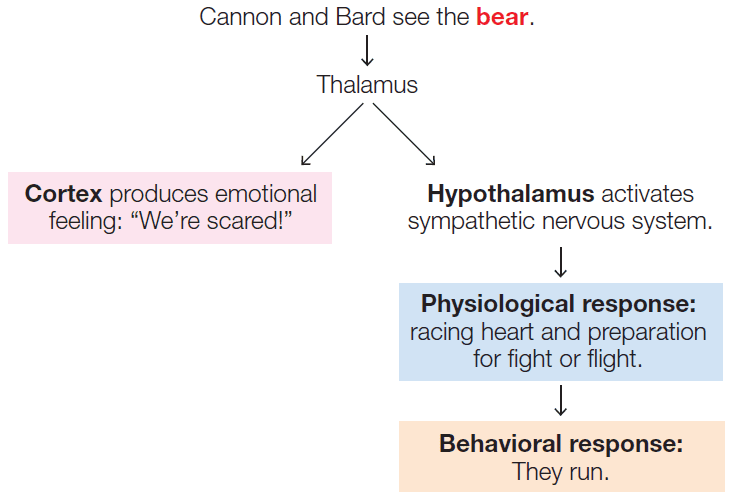 Cannon and Bard see the bear.
Thalamus
Cortex produces emotional
feeling: “We’re scared!”
Hypothalamus activates
sympathetic nervous system.
Physiological response:
racing heart and preparation
for fight or flight.
Behavioral response:
They run.